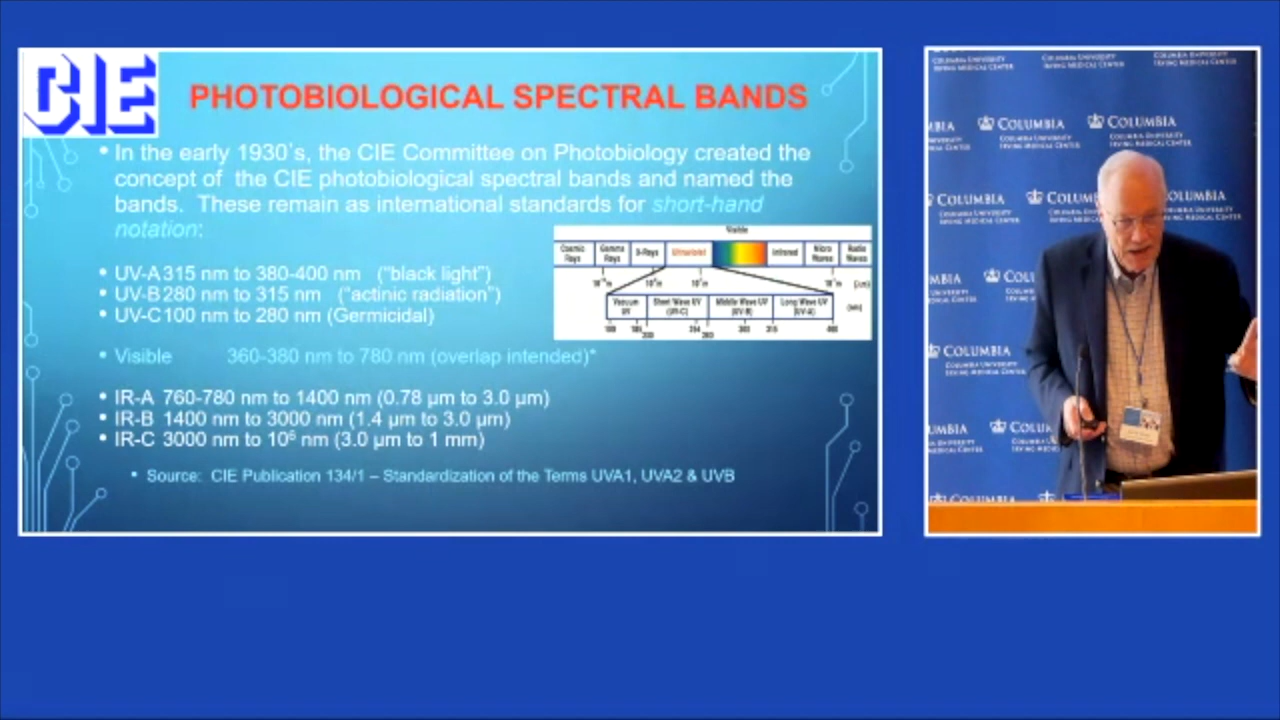 CIE
PHOTOBIOLOGICAL SPECTRAL BANDS
• In the early 1930's, the CIE Committee on Photobiology created the
concept of the CIE photobiological spectral bands and named the
bands. These remain as international standards for short-hand
notation:
Visible
Cosmic Rays Gamma Rays X-Rays Ultraviolet Infrared Micro Waves Radio Waves
Vacuum UV Short Wave UV (UV-C) Middle Wave UV (UV-B) Long Wave UV (UV-A)
• UV-A 315 nm to 380-400 nm ("black light")
• UV-B 280 nm to 315 nm ("actinic radiation")
• UV-C 100 nm to 280 nm (Germicidal)
• Visible 360-380 nm to 780 nm (overlap intended)*
• IR-A 760-780 nm to 1400 nm (0.78 µm to 3.0 µm)
• IR-B 1400 nm to 3000 nm (1.4 µm to 3.0 µm)
• IR-C 3000 nm to 10⁶ nm (3.0 µm to 1 mm)
• Source: CIE Publication 134/1 – Standardization of the Terms UVA1, UVA2 & UVB
COLUMBIA UNIVERSITY
IRVING MEDICAL CENTER
COLUMBIA
COLUMBIA UNIVERSITY
IRVING MEDICAL CENTER